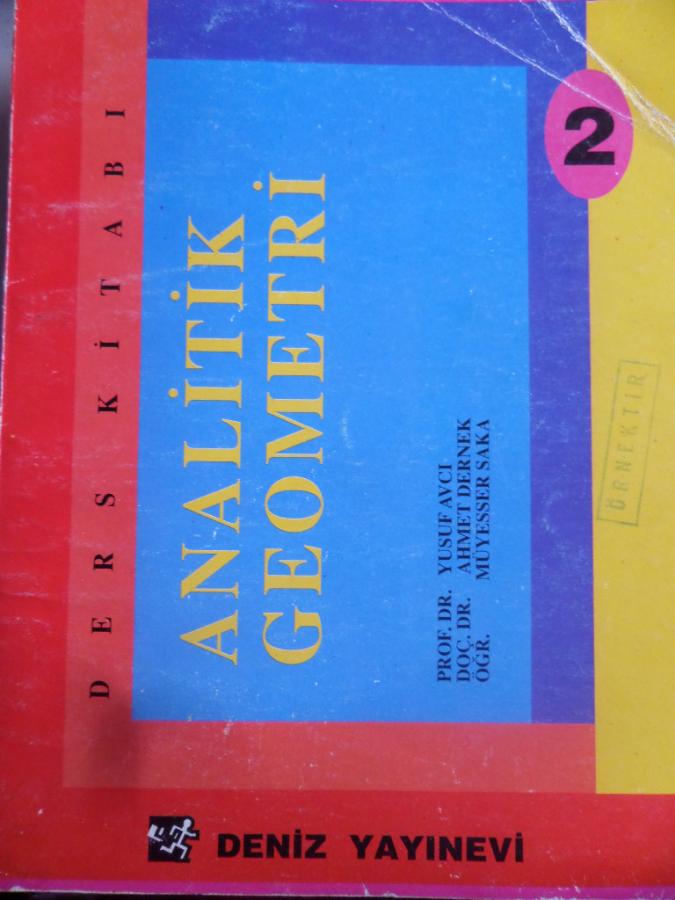 DERS KİTABI
ANALİTİK
GEOMETRİ
2
PROF. DR. YUSUF AVCI
DOÇ. DR. AHMET DERNEK
ÖĞR. MÜYESSER SAKA
ÖRNEKTİR
DENİZ YAYINEVİ